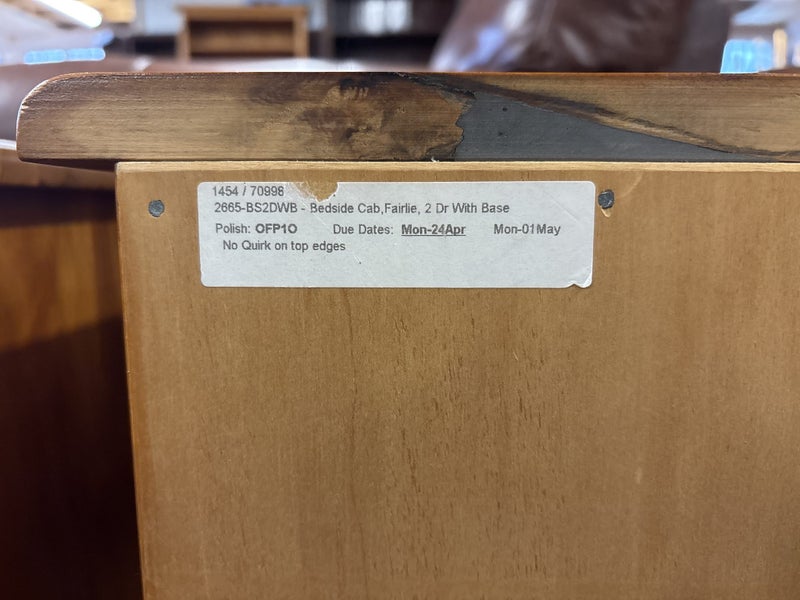 1454 / 70998
2665-BS2DWB - Bedside Cab,Fairlie, 2 Dr With Base
Polish: OFP1O Due Dates: Mon-24Apr Mon-01May
No Quirk on top edges